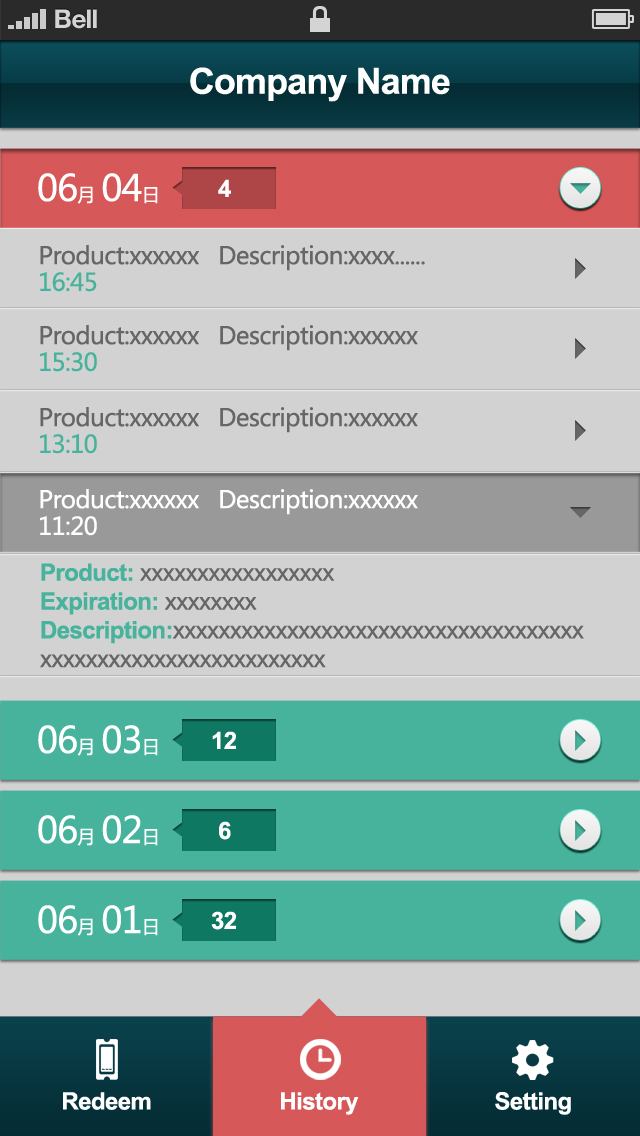 Bell
Company Name
06月 04日 4
Product:xxxxxx Description:xxxx......
16:45
Product:xxxxxx Description:xxxxxx
15:30
Product:xxxxxx Description:xxxxxx
13:10
Product:xxxxxx Description:xxxxxx
11:20
Product: xxxxxxxxxxxxxxxxx
Expiration: xxxxxxxx
Description:xxxxxxxxxxxxxxxxxxxxxxxxxxxxxxxxxxxx
xxxxxxxxxxxxxxxxxxxxxxxxx
06月 03日 12
06月 02日 6
06月 01日 32
Redeem History Setting